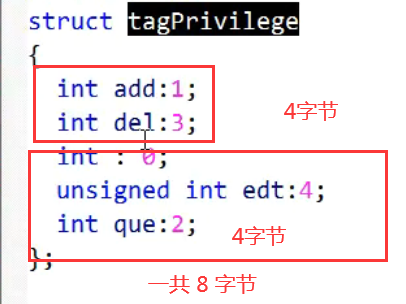 struct tagPrivilege
{
int add:1;
int del:3;
4字节
int : 0;
unsigned int edt:4;
int que:2;
4字节
};
一共 8 字节